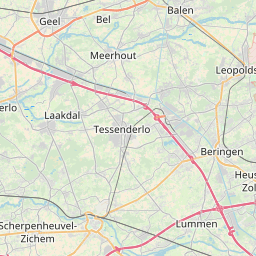 Balen
Bel
Geel
Meerhout
Leopolds
erlo
Laakdal
Tessenderlo
Beringen
Heus
Zol
Scherpenheuvel-
Zichem
Lummen